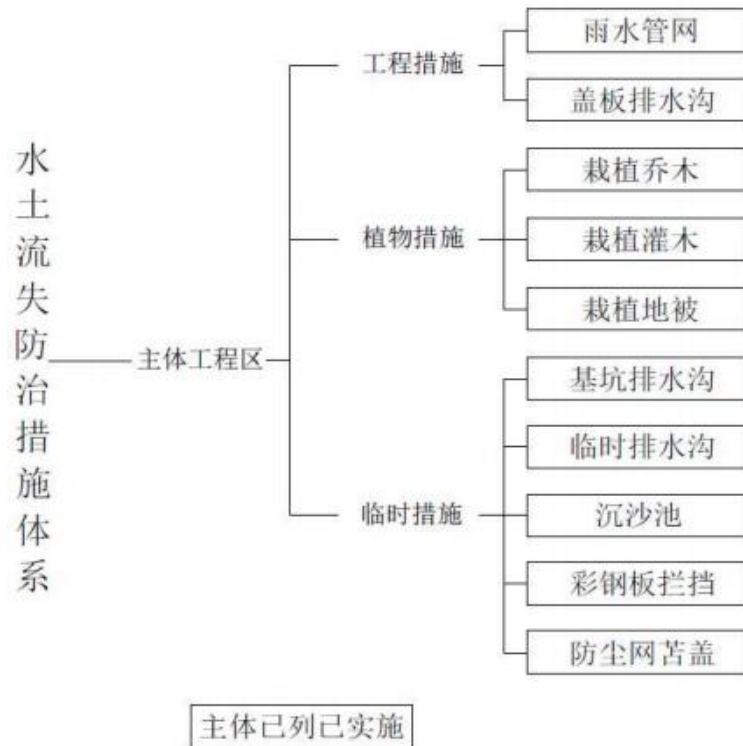 水土流失防治措施体系
主体工程区
工程措施
雨水管网
盖板排水沟
植物措施
栽植乔木
栽植灌木
栽植地被
临时措施
基坑排水沟
临时排水沟
沉沙池
彩钢板拦挡
防尘网苫盖
主体已列已实施